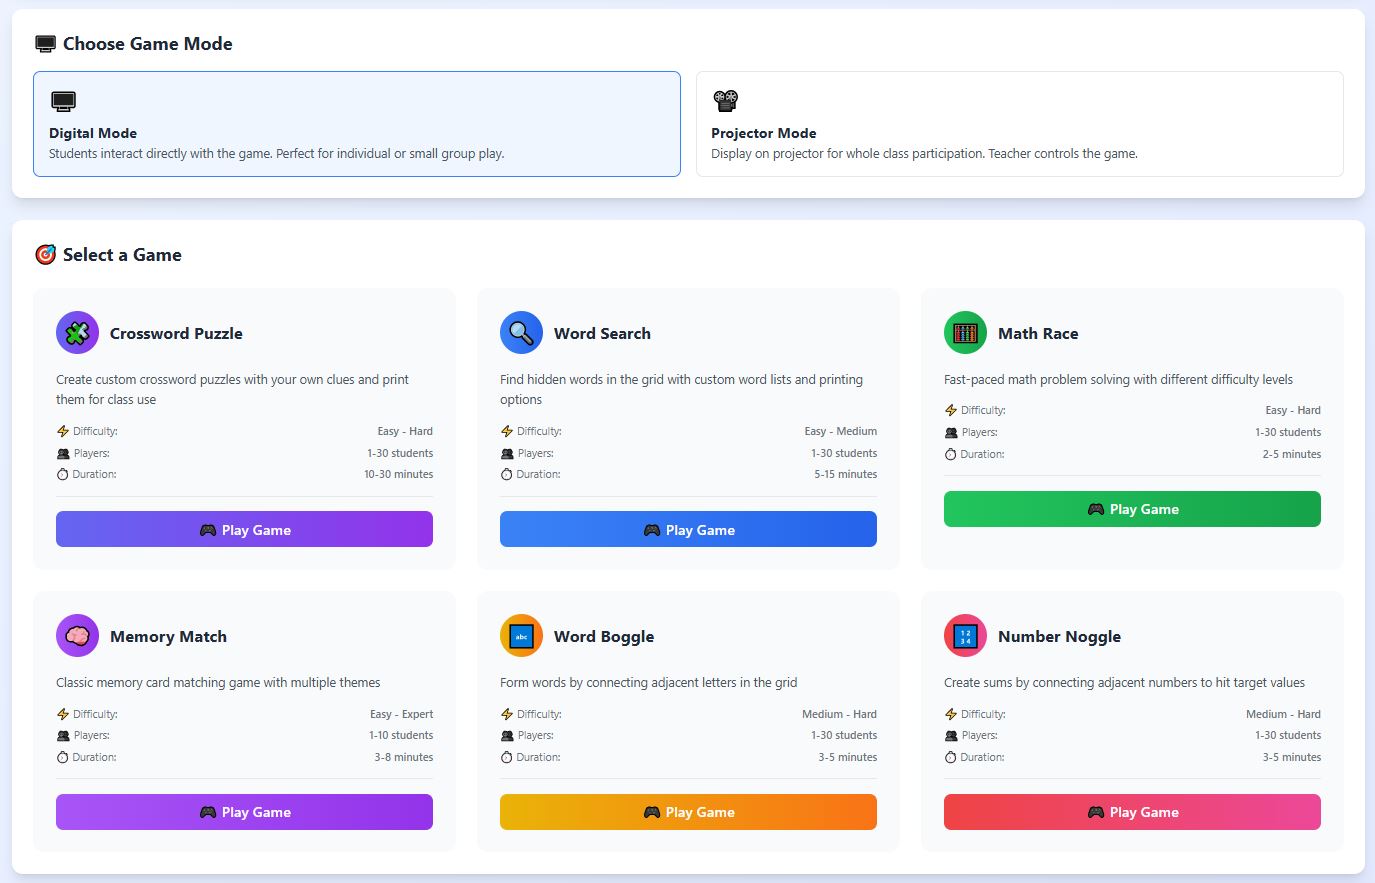 Choose Game Mode
Digital Mode
Students interact directly with the game. Perfect for individual or small group play.
Projector Mode
Display on projector for whole class participation. Teacher controls the game.
Select a Game
Crossword Puzzle
Create custom crossword puzzles with your own clues and print
them for class use
Difficulty: Easy - Hard
Players: 1-30 students
Duration: 10-30 minutes
Play Game
Word Search
Find hidden words in the grid with custom word lists and printing
options
Difficulty: Easy - Medium
Players: 1-30 students
Duration: 5-15 minutes
Play Game
Math Race
Fast-paced math problem solving with different difficulty levels
Difficulty: Easy - Hard
Players: 1-30 students
Duration: 2-5 minutes
Play Game
Memory Match
Classic memory card matching game with multiple themes
Difficulty: Easy - Expert
Players: 1-10 students
Duration: 3-8 minutes
Play Game
abc
Word Boggle
Form words by connecting adjacent letters in the grid
Difficulty: Medium - Hard
Players: 1-30 students
Duration: 3-5 minutes
Play Game
1 2
3 4
Number Noggle
Create sums by connecting adjacent numbers to hit target values
Difficulty: Medium - Hard
Players: 1-30 students
Duration: 3-5 minutes
Play Game